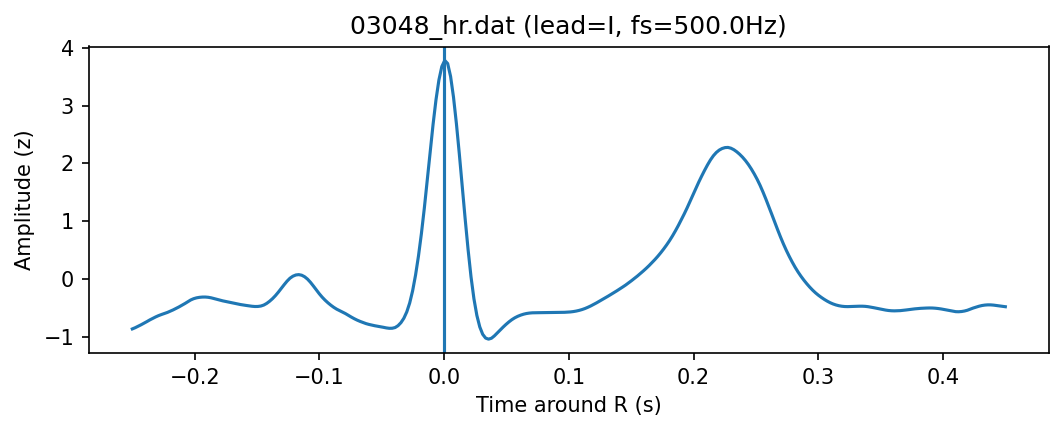 03048_hr.dat (lead=I, fs=500.0Hz)
4
3
2
1
0
−1
Amplitude (z)
−0.2 −0.1 0.0 0.1 0.2 0.3 0.4
Time around R (s)